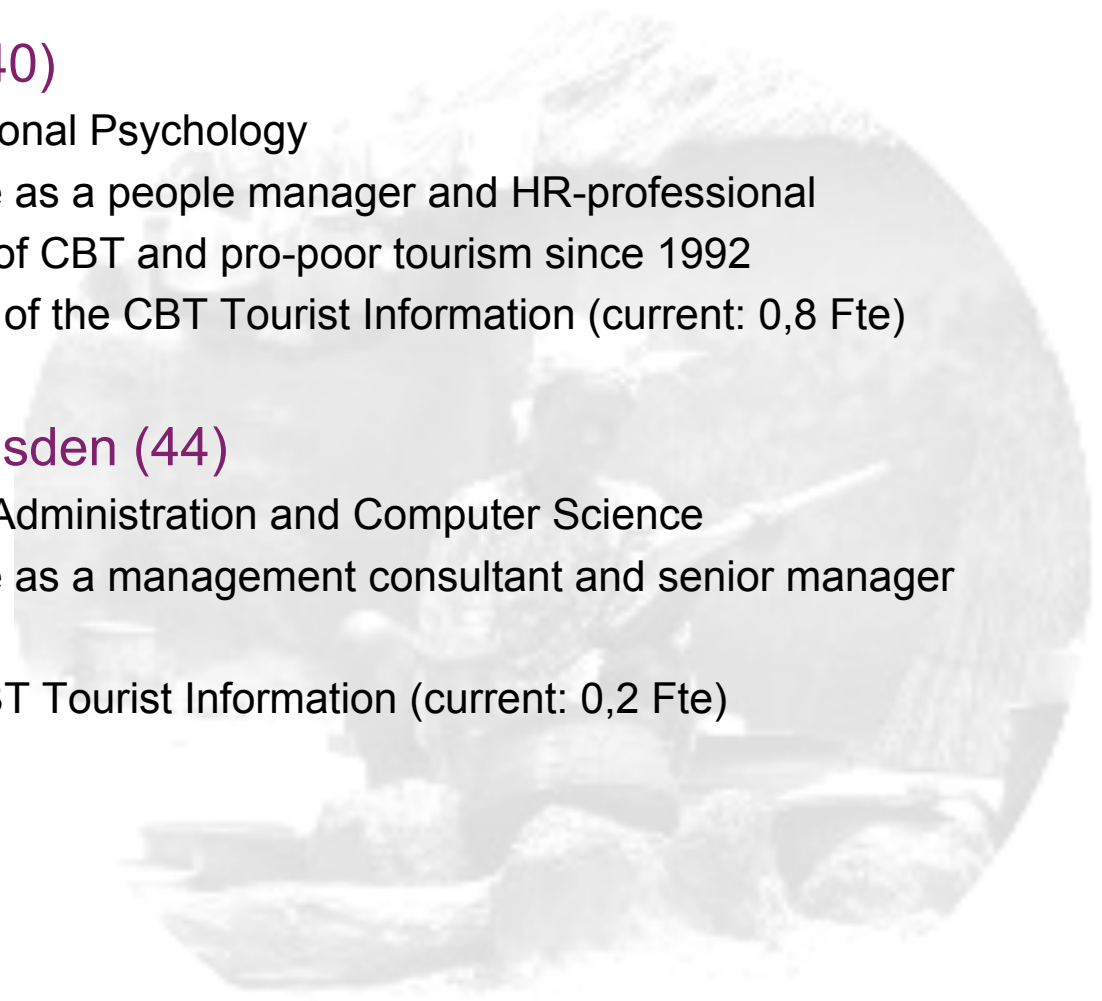 40)
onal Psychology
e as a people manager and HR-professional
of CBT and pro-poor tourism since 1992
of the CBT Tourist Information (current: 0,8 Fte)
sden (44)
Administration and Computer Science
e as a management consultant and senior manager
BT Tourist Information (current: 0,2 Fte)